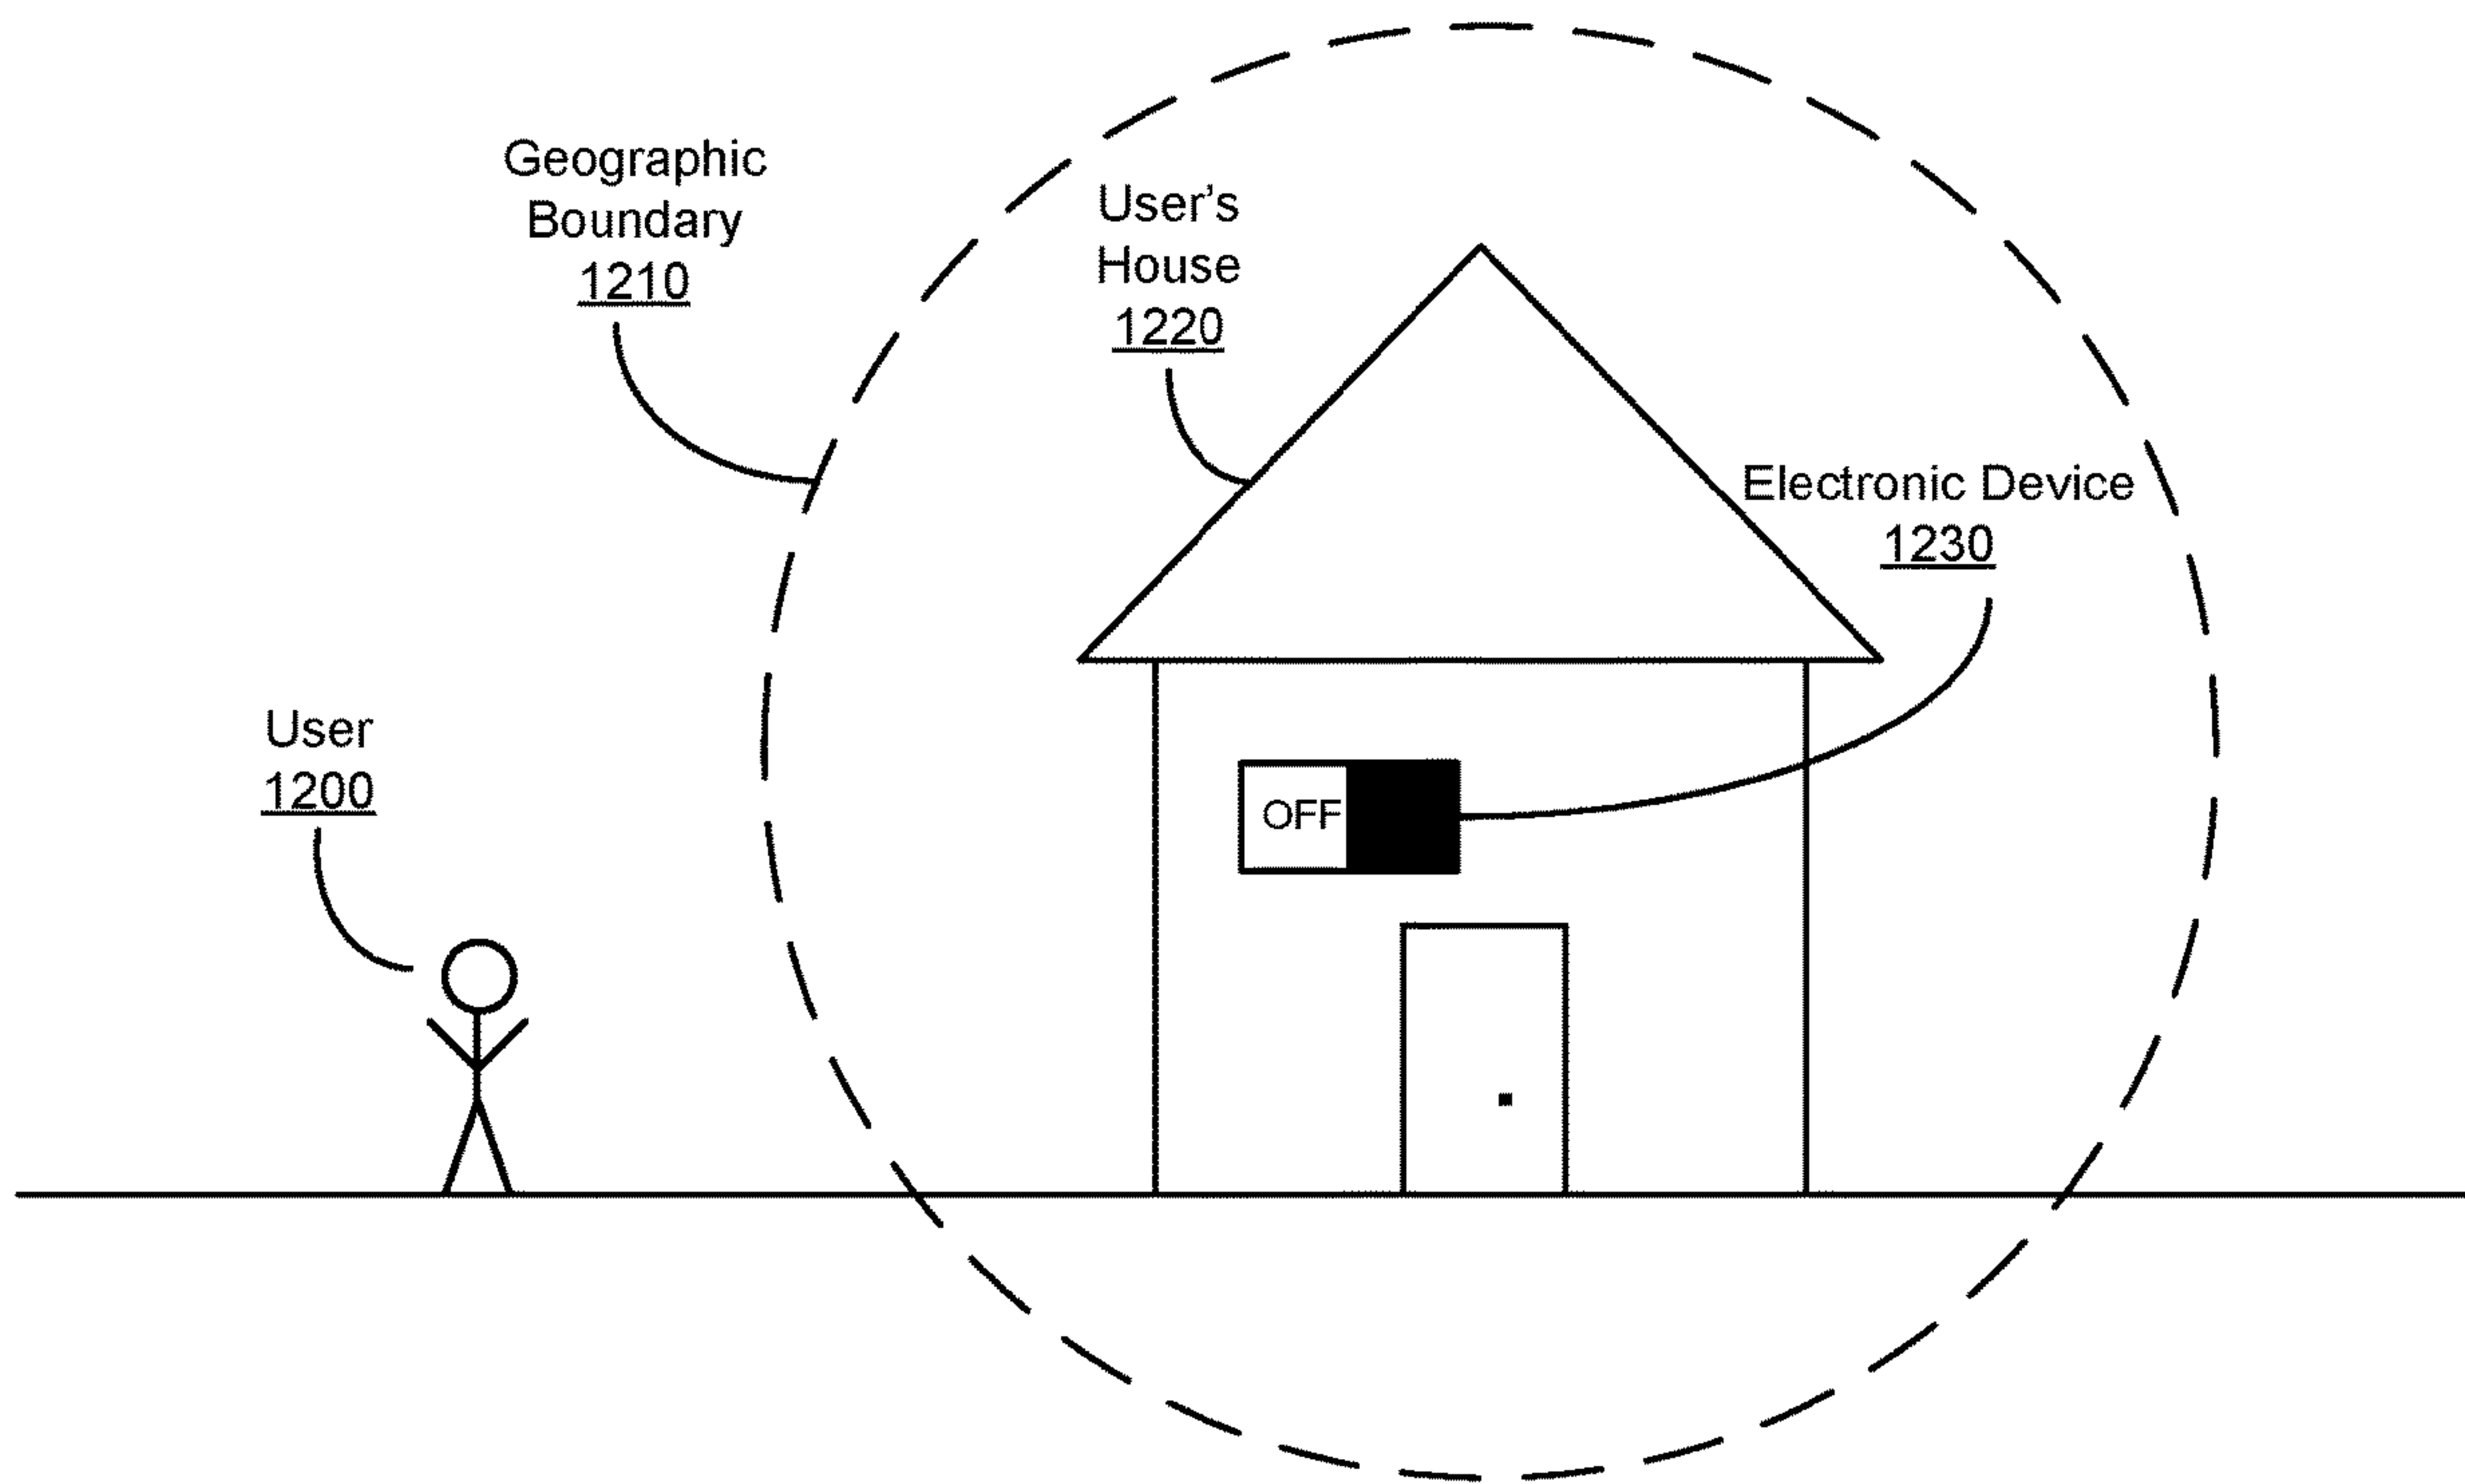 Geographic
Boundary
1210
User's
House
1220
Electronic Device
1230
User
1200
OFF